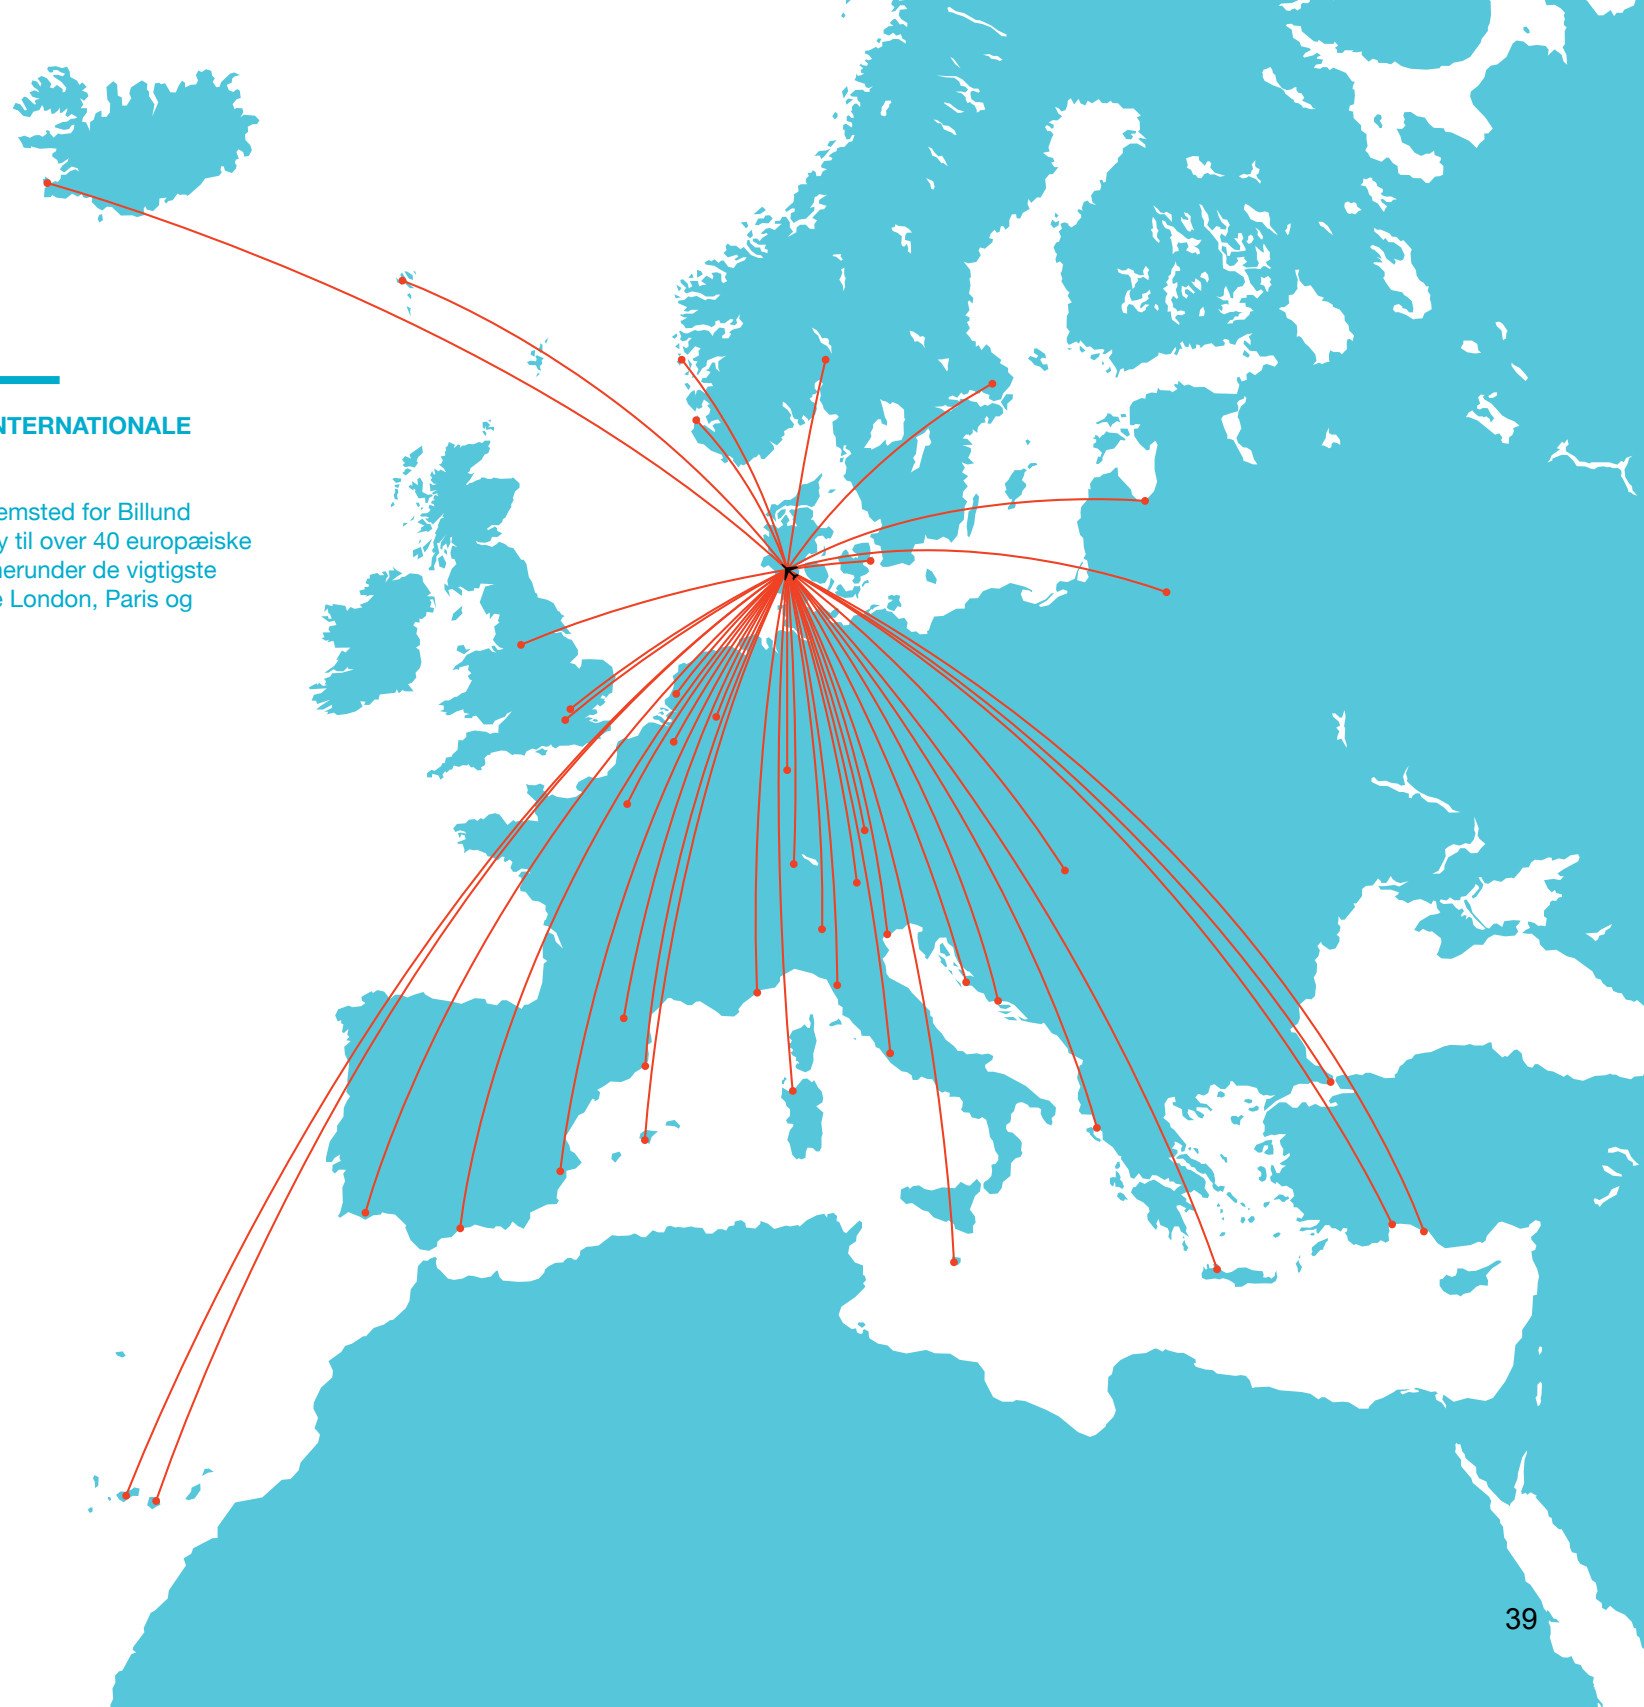 NTERNATIONALE
emsted for Billund
y til over 40 europæiske
herunder de vigtigste
e London, Paris og
39